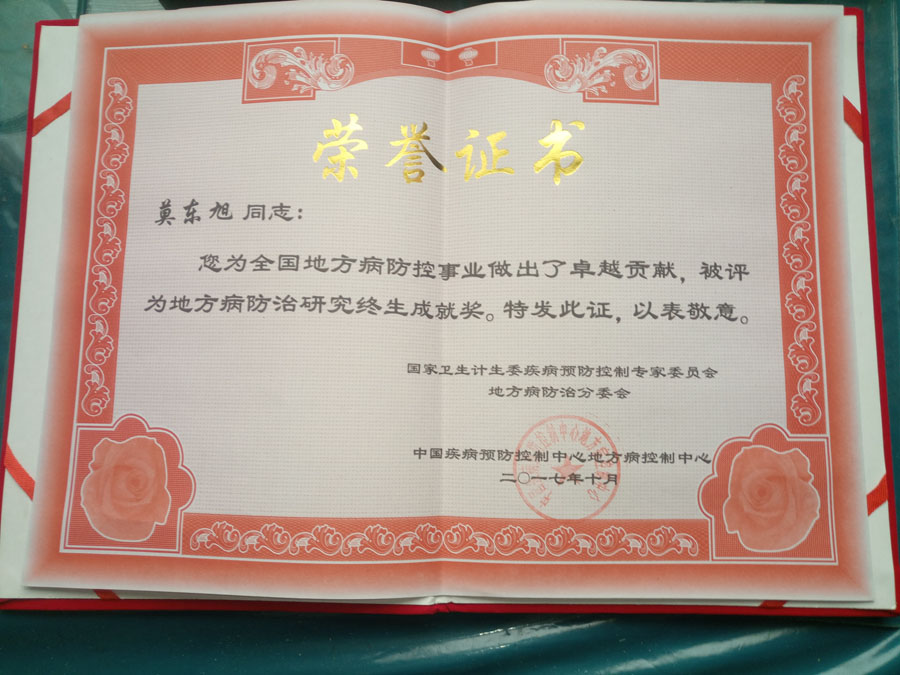 荣誉证书
莫东旭 同志：
您为全国地方病防控事业做出了卓越贡献，被评
为地方病防治研究终生成就奖。特发此证，以表敬意。
国家卫生计生委疾病预防控制专家委员会
地方病防治分委会
中国疾病预防控制中心地方病控制中心
二〇一七年十月